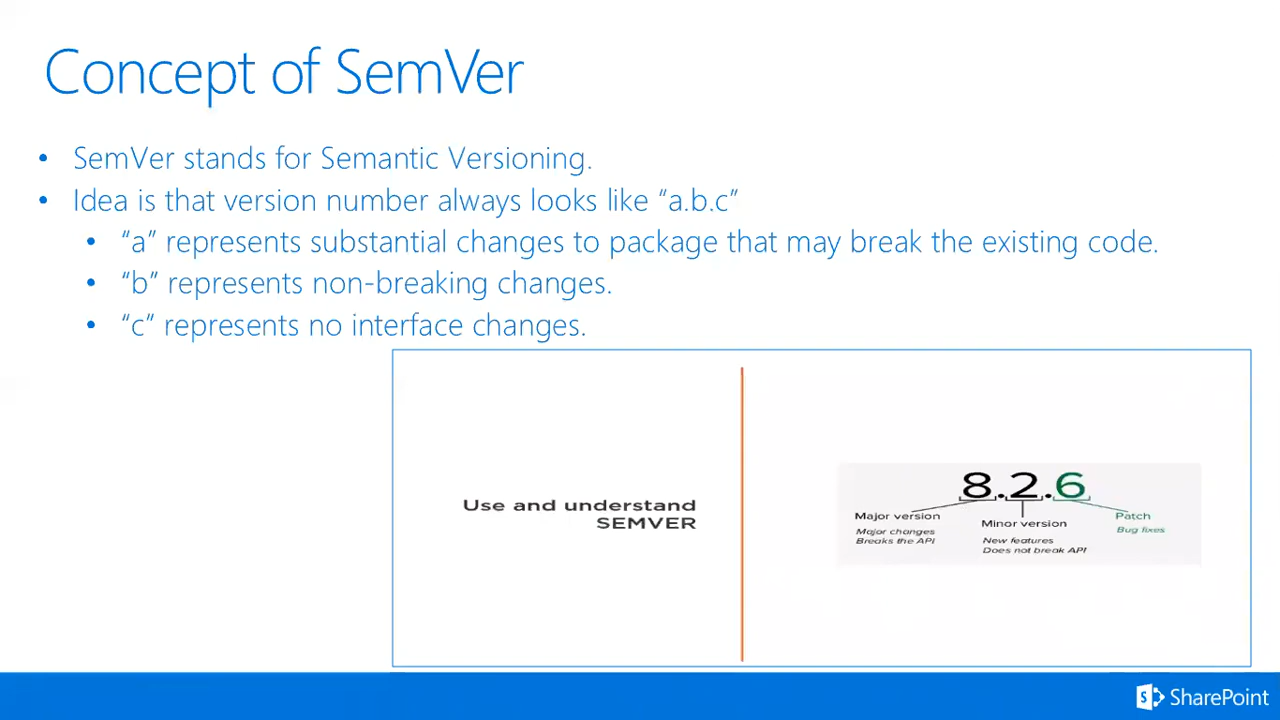 Concept of SemVer
• SemVer stands for Semantic Versioning.
• Idea is that version number always looks like “a.b.c”
• “a” represents substantial changes to package that may break the existing code.
• “b” represents non-breaking changes.
• “c” represents no interface changes.
Use and understand
SEMVER
8.2.6
Major version
Major changes
Breaks the API
Minor version
New features
Does not break API
Patch
Bug fixes
S
SharePoint